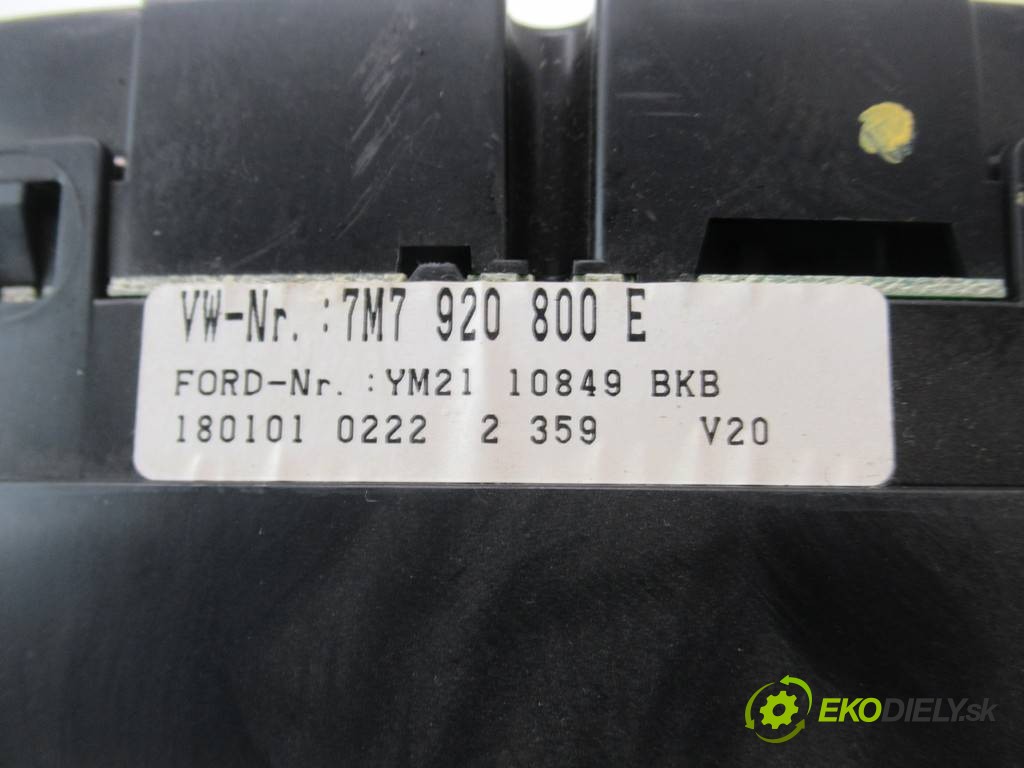 VW-Nr. :7M7 920 800 E
FORD-Nr. :YM21 10849 BKB
180101 0222 2 359 V20
EKODIELY.sk